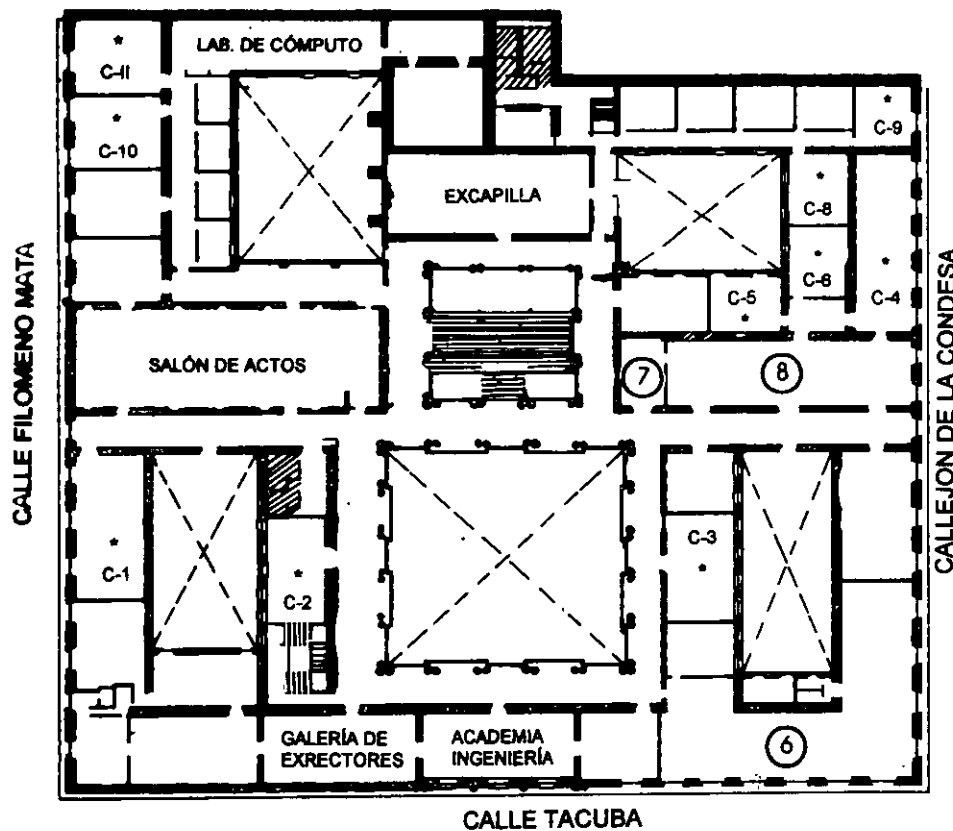 LAB. DE CÓMPUTO
C-11
C-10
C-9
EXCAPILLA
C-8
C-6
C-4
C-5
SALÓN DE ACTOS
7
8
CALLE FILOMENO MATA
CALLEJON DE LA CONDESA
C-1
C-2
C-3
GALERÍA DE
EXRECTORES
ACADEMIA
INGENIERÍA
6
CALLE TACUBA